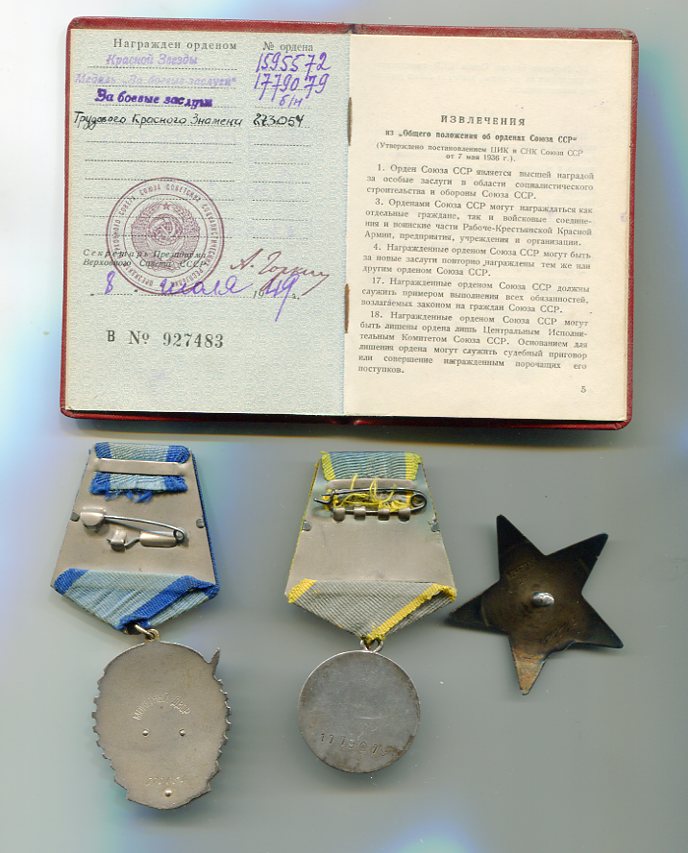 Награжден орденом № ордена
Красной Звезды 1595572
Медаль „За боевые заслуги“ 1779079
За боевые заслуги б/н
Трудового Красного Знамени 273054
Секретарь Президиума
Верховного Совета СССР
А. Горкин
8 июля 1949 г.
В № 927483
ИЗВЛЕЧЕНИЯ
из „Общего положения об орденах Союза ССР“
(Утверждено постановлением ЦИК и СНК Союза ССР
от 7 мая 1936 г.).
1. Орден Союза ССР является высшей наградой
за особые заслуги в области социалистического
строительства и обороны Союза ССР.
3. Орденами Союза ССР могут награждаться как
отдельные граждане, так и войсковые соедине-
ния и воинские части Рабоче-Крестьянской Красной
Армии, предприятия, учреждения и организации.
4. Награжденные орденом Союза ССР могут быть
за новые заслуги повторно награждены тем же или
другим орденом Союза ССР.
17. Награжденные орденом Союза ССР должны
служить примером выполнения всех обязанностей,
возлагаемых законом на граждан Союза ССР.
18. Награжденные орденом Союза ССР могут
быть лишены ордена лишь Центральным Исполни-
тельным Комитетом Союза ССР. Основанием для
лишения ордена могут служить судебный приговор
или совершение награжденным порочащих его
поступков.
5
МОНЕТНЫЙ ДВОР
1779079